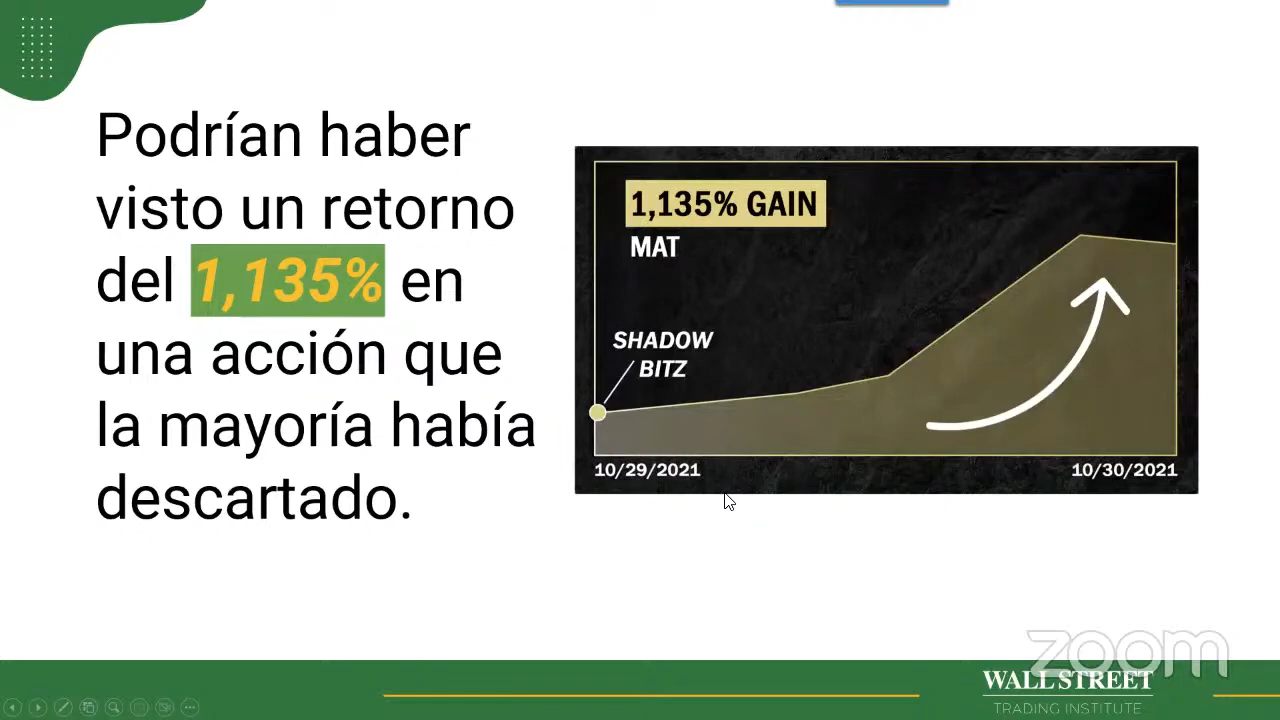 Podrían haber
visto un retorno
del 1,135% en
una acción que
la mayoría había
descartado.
1,135% GAIN
MAT
SHADOW
BITZ
10/29/2021
10/30/2021
zoom
WALL STREET
TRADING INSTITUTE